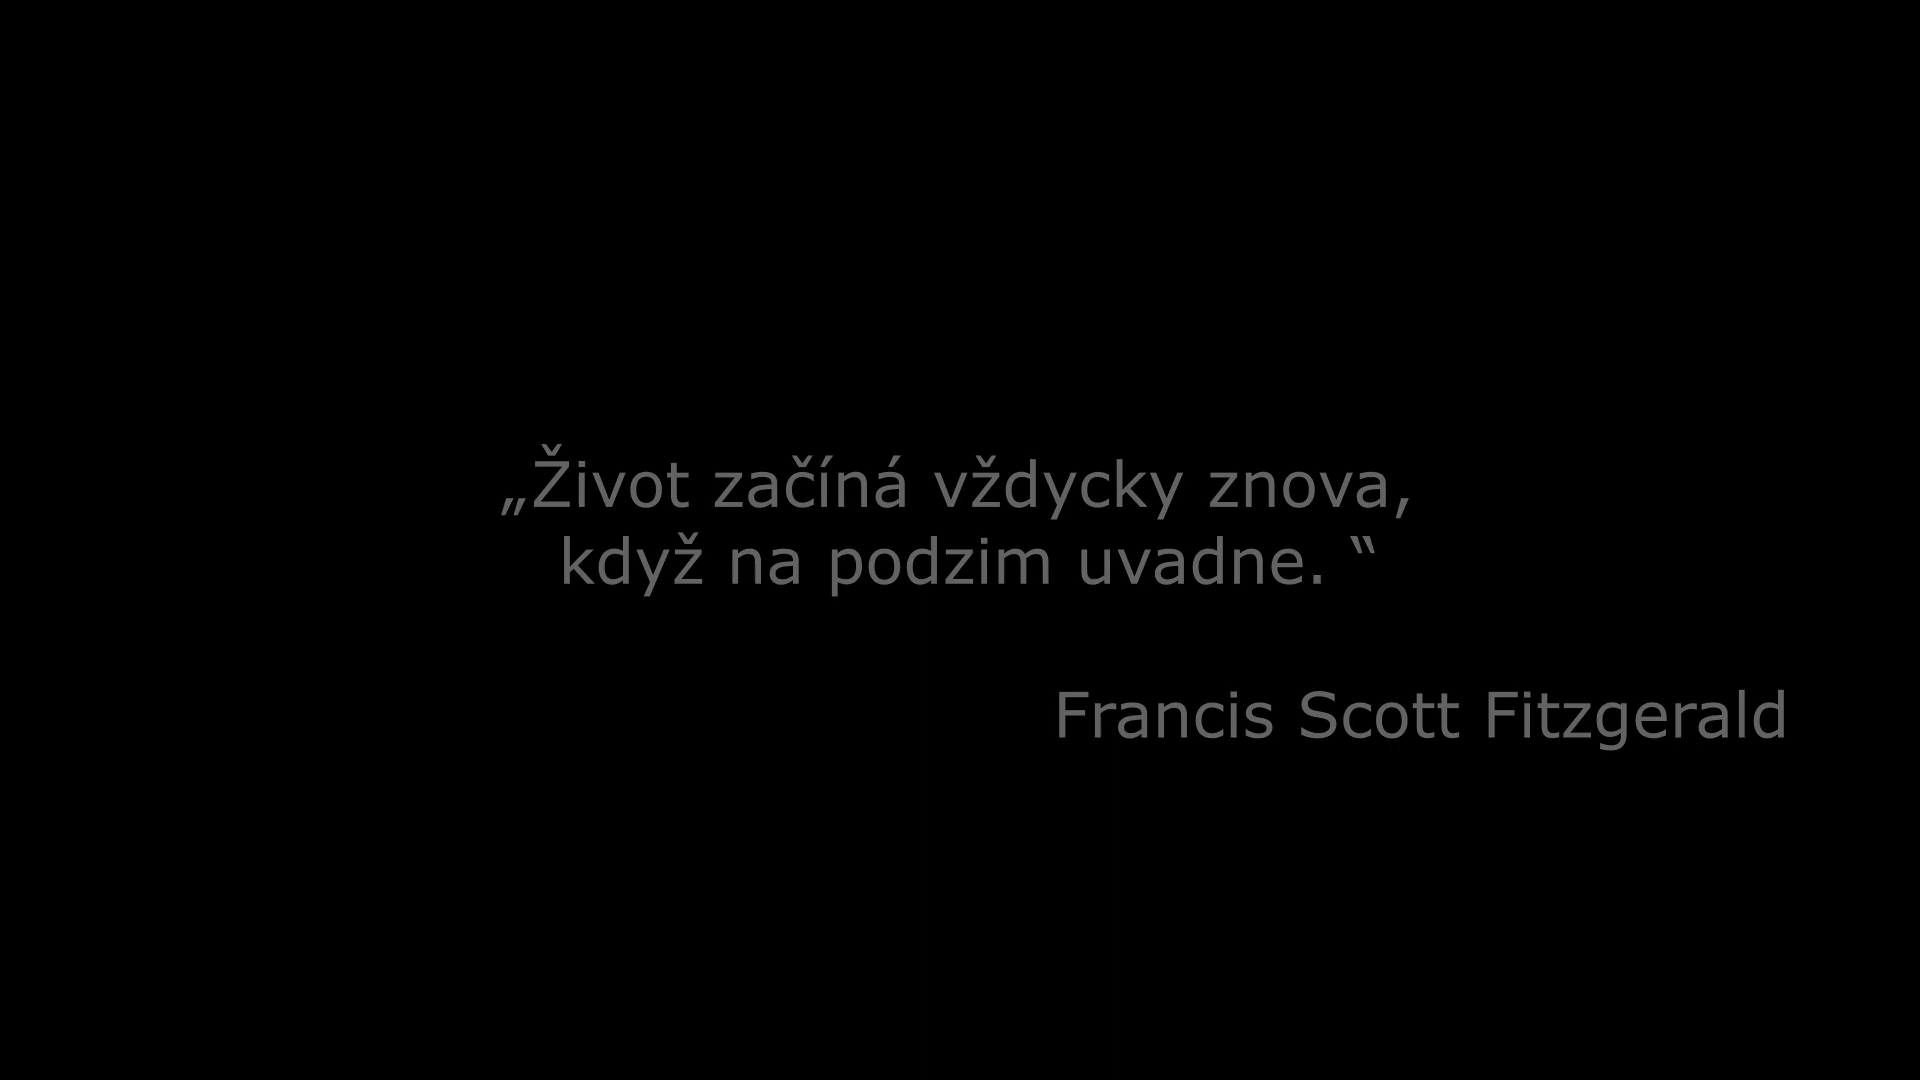 „Život začíná vždycky znova,
když na podzim uvadne. “
Francis Scott Fitzgerald